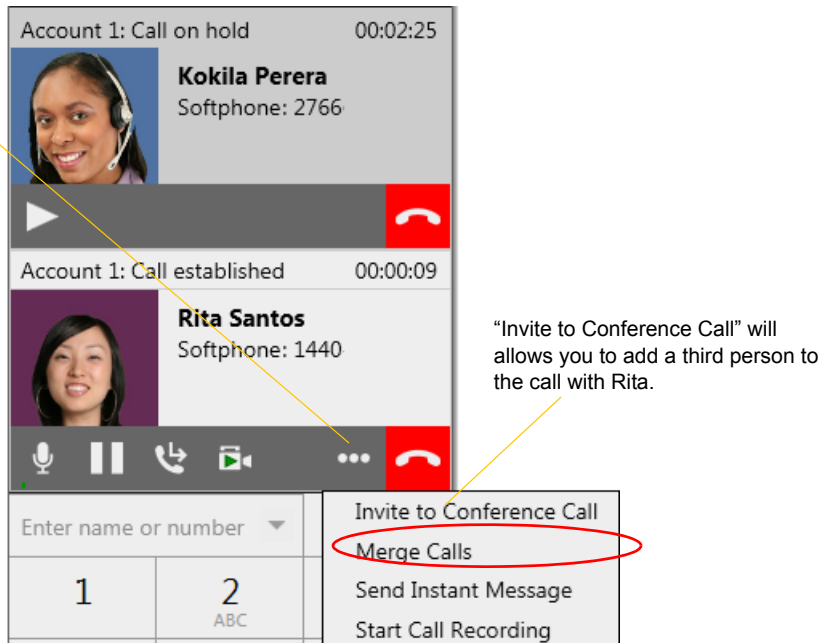 Account 1: Call on hold 00:02:25
Kokila Perera
Softphone: 2766
Account 1: Call established 00:00:09
Rita Santos
Softphone: 1440
“Invite to Conference Call” will
allows you to add a third person to
the call with Rita.
Enter name or number
1
2
ABC
Invite to Conference Call
Merge Calls
Send Instant Message
Start Call Recording